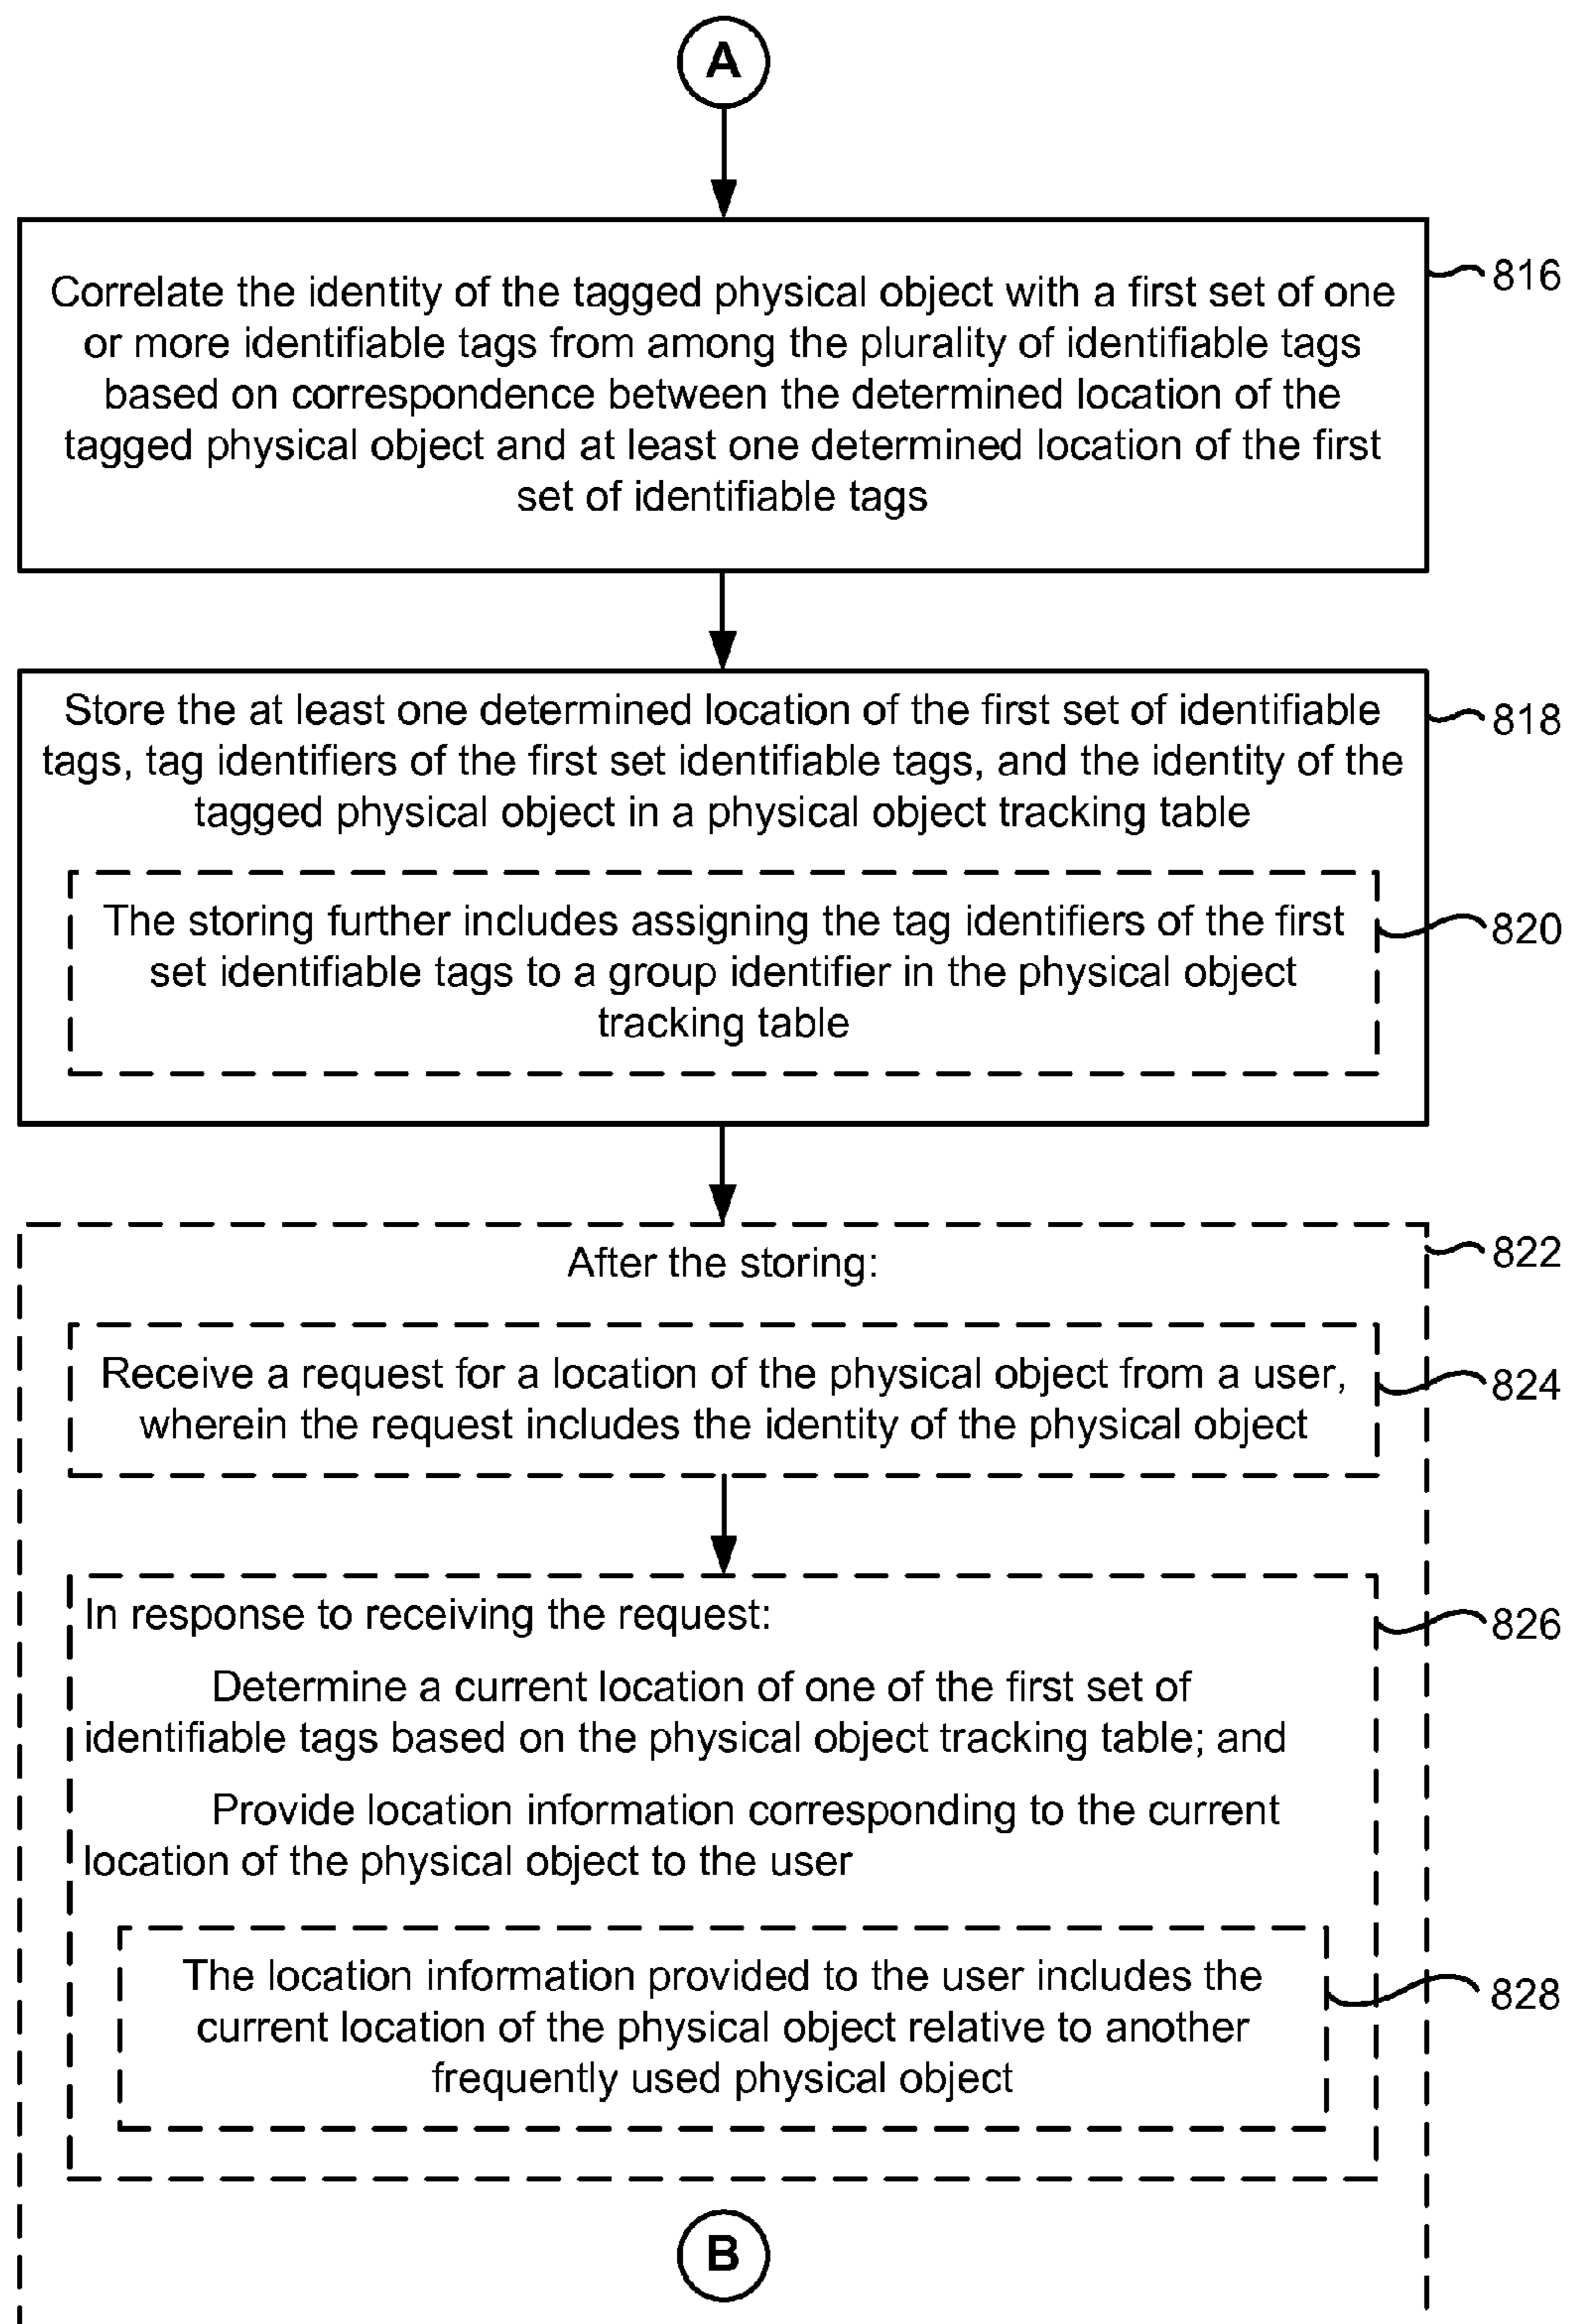 A
Correlate the identity of the tagged physical object with a first set of one
or more identifiable tags from among the plurality of identifiable tags
based on correspondence between the determined location of the
tagged physical object and at least one determined location of the first
set of identifiable tags
816
Store the at least one determined location of the first set of identifiable
tags, tag identifiers of the first set identifiable tags, and the identity of the
tagged physical object in a physical object tracking table
818
The storing further includes assigning the tag identifiers of the first
set identifiable tags to a group identifier in the physical object
tracking table
820
After the storing:
822
Receive a request for a location of the physical object from a user,
wherein the request includes the identity of the physical object
824
In response to receiving the request:
826
Determine a current location of one of the first set of
identifiable tags based on the physical object tracking table; and
Provide location information corresponding to the current
location of the physical object to the user
The location information provided to the user includes the
current location of the physical object relative to another
frequently used physical object
828
B